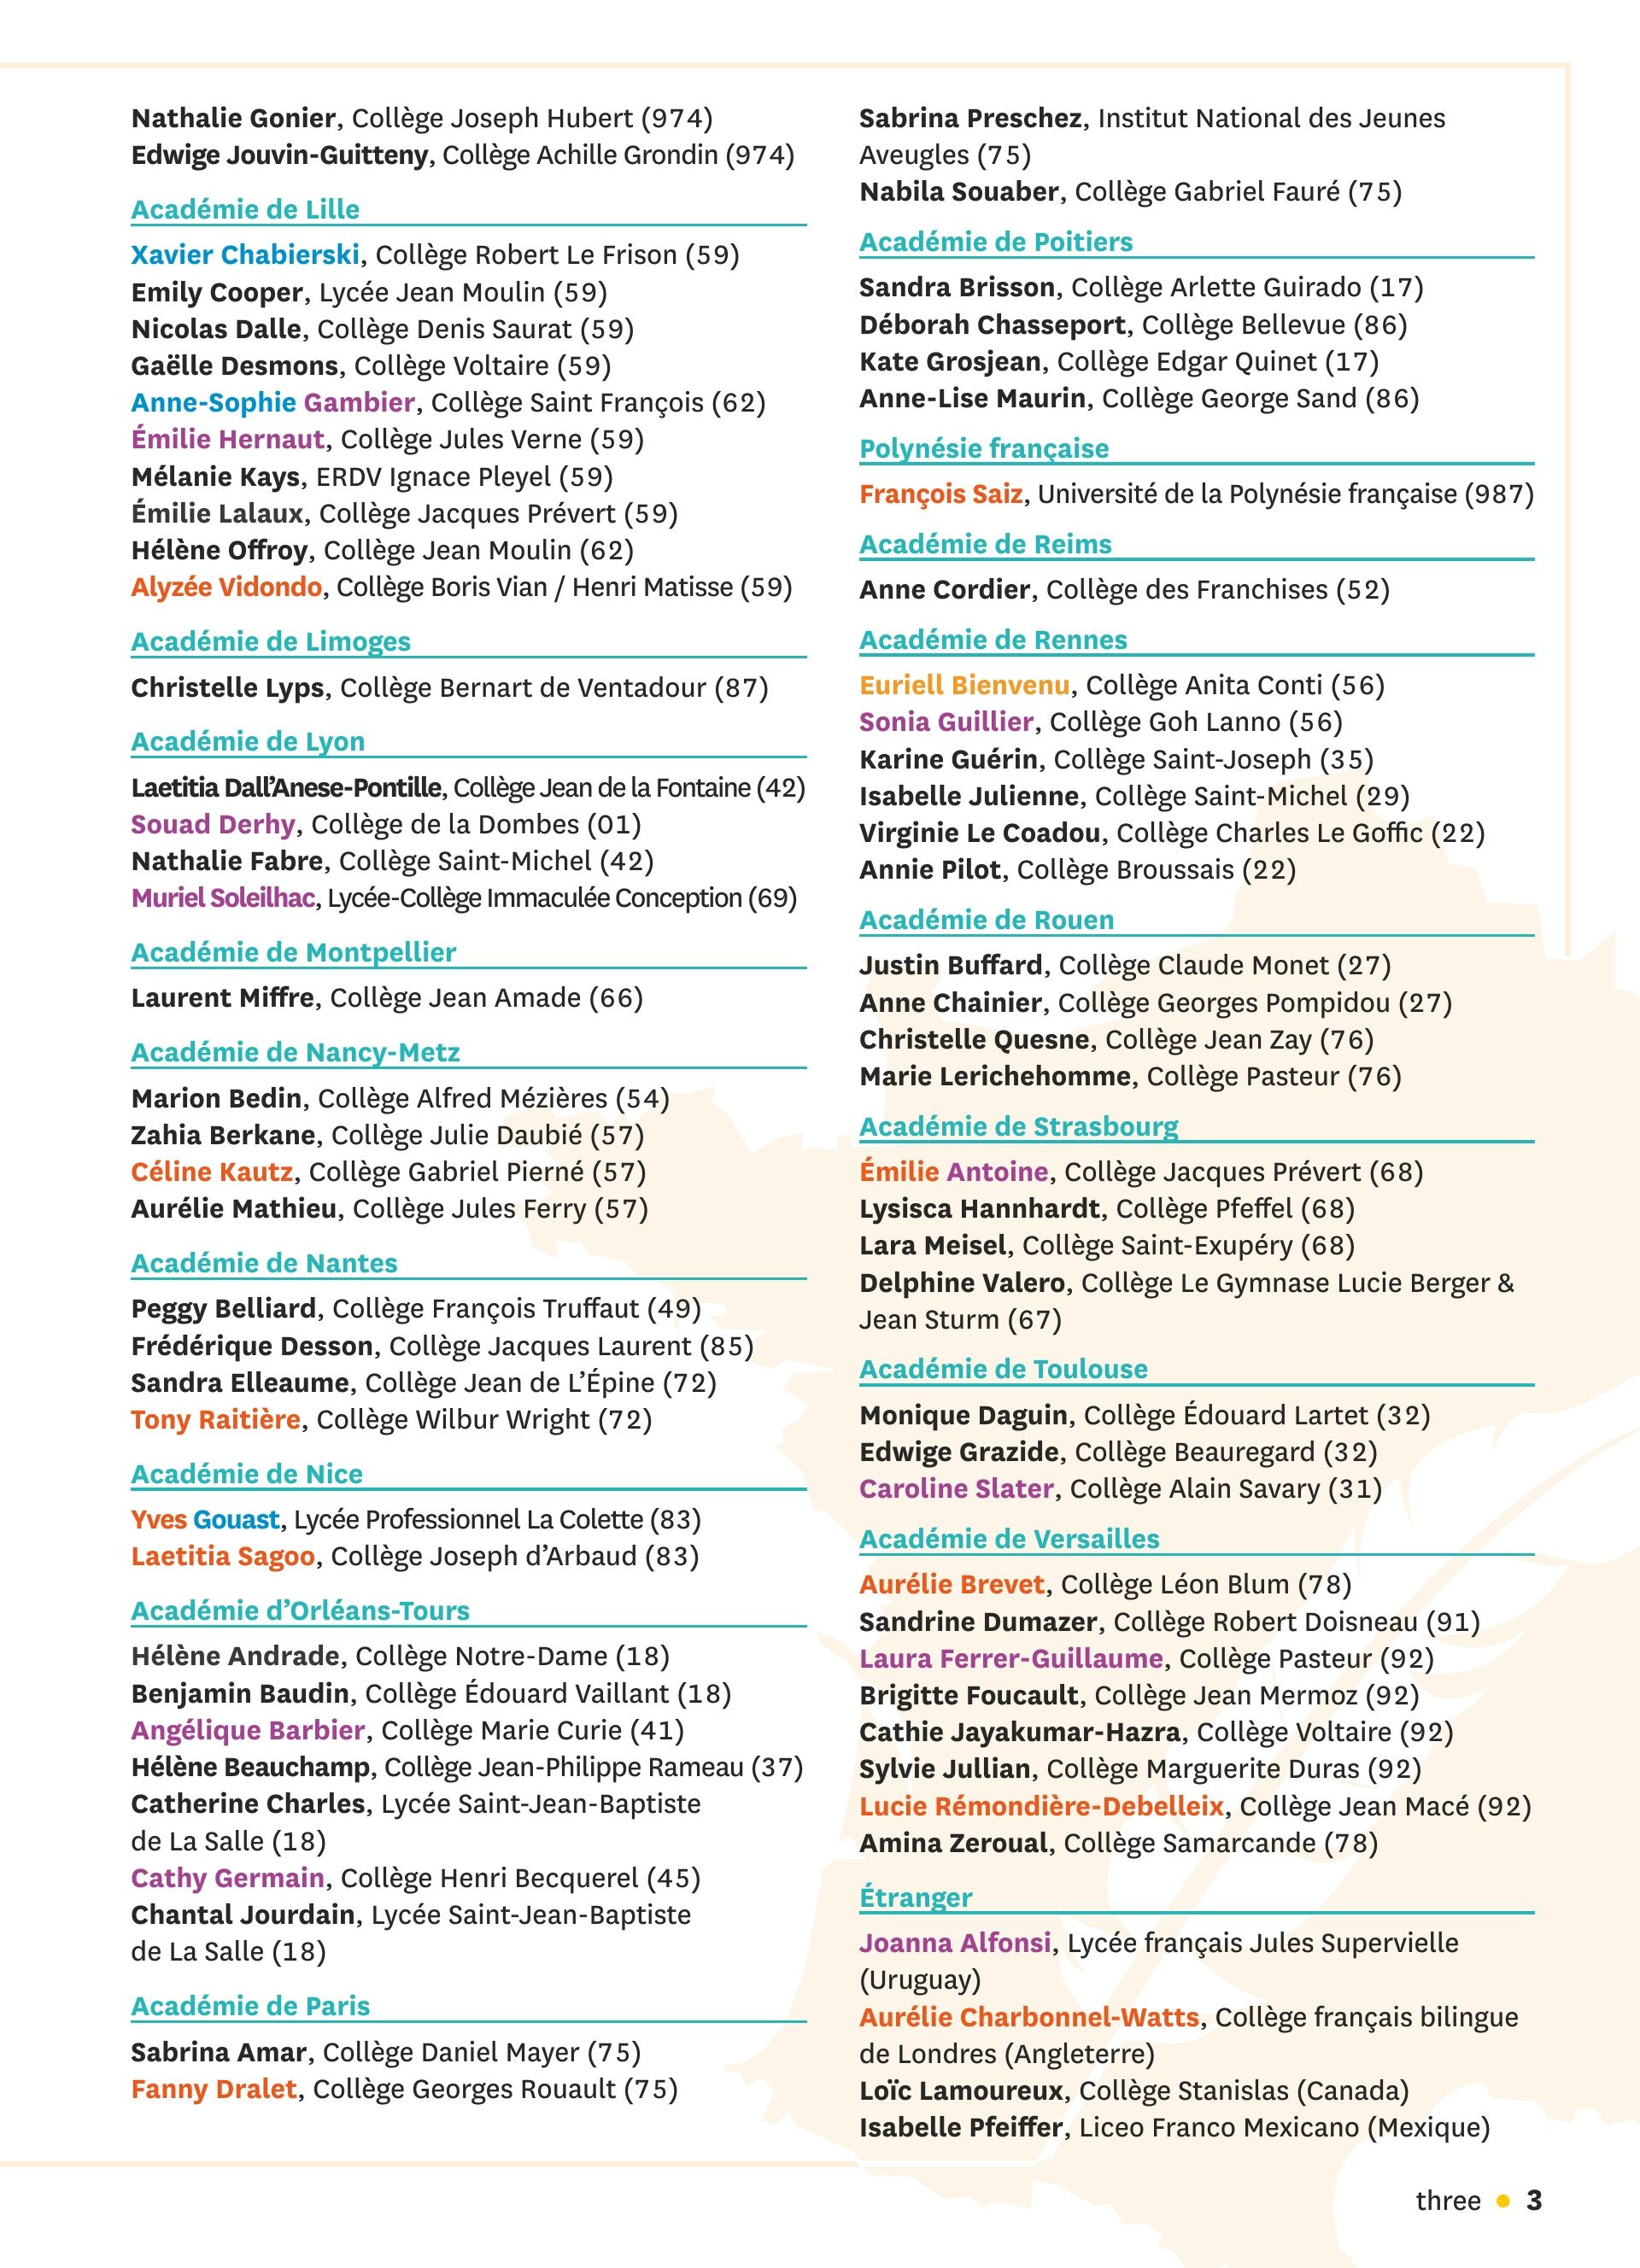 Nathalie Gonier, Collège Joseph Hubert (974)
Edwige Jouvin-Guitteny, Collège Achille Grondin (974)
Académie de Lille
Xavier Chabierski, Collège Robert Le Frison (59)
Emily Cooper, Lycée Jean Moulin (59)
Nicolas Dalle, Collège Denis Saurat (59)
Gaëlle Desmons, Collège Voltaire (59)
Anne-Sophie Gambier, Collège Saint François (62)
Émilie Hernaut, Collège Jules Verne (59)
Mélanie Kays, ERDV Ignace Pleyel (59)
Émilie Lalaux, Collège Jacques Prévert (59)
Hélène Offroy, Collège Jean Moulin (62)
Alyzée Vidondo, Collège Boris Vian / Henri Matisse (59)
Académie de Limoges
Christelle Lyps, Collège Bernart de Ventadour (87)
Académie de Lyon
Laetitia Dall’Anese-Pontille, Collège Jean de la Fontaine (42)
Souad Derhy, Collège de la Dombes (01)
Nathalie Fabre, Collège Saint-Michel (42)
Muriel Soleilhac, Lycée-Collège Immaculée Conception (69)
Académie de Montpellier
Laurent Miffre, Collège Jean Amade (66)
Académie de Nancy-Metz
Marion Bedin, Collège Alfred Mézières (54)
Zahia Berkane, Collège Julie Daubié (57)
Céline Kautz, Collège Gabriel Pierné (57)
Aurélie Mathieu, Collège Jules Ferry (57)
Académie de Nantes
Peggy Belliard, Collège François Truffaut (49)
Frédérique Desson, Collège Jacques Laurent (85)
Sandra Elleaume, Collège Jean de L’Épine (72)
Tony Raitière, Collège Wilbur Wright (72)
Académie de Nice
Yves Gouast, Lycée Professionnel La Colette (83)
Laetitia Sagoo, Collège Joseph d’Arbaud (83)
Académie d’Orléans-Tours
Hélène Andrade, Collège Notre-Dame (18)
Benjamin Baudin, Collège Édouard Vaillant (18)
Angélique Barbier, Collège Marie Curie (41)
Hélène Beauchamp, Collège Jean-Philippe Rameau (37)
Catherine Charles, Lycée Saint-Jean-Baptiste
de La Salle (18)
Cathy Germain, Collège Henri Becquerel (45)
Chantal Jourdain, Lycée Saint-Jean-Baptiste
de La Salle (18)
Académie de Paris
Sabrina Amar, Collège Daniel Mayer (75)
Fanny Dralet, Collège Georges Rouault (75)
Sabrina Preschez, Institut National des Jeunes
Aveugles (75)
Nabila Souaber, Collège Gabriel Fauré (75)
Académie de Poitiers
Sandra Brisson, Collège Arlette Guirado (17)
Déborah Chasseport, Collège Bellevue (86)
Kate Grosjean, Collège Edgar Quinet (17)
Anne-Lise Maurin, Collège George Sand (86)
Polynésie française
François Saiz, Université de la Polynésie française (987)
Académie de Reims
Anne Cordier, Collège des Franchises (52)
Académie de Rennes
Euriell Bienvenu, Collège Anita Conti (56)
Sonia Guillier, Collège Goh Lanno (56)
Karine Guérin, Collège Saint-Joseph (35)
Isabelle Julienne, Collège Saint-Michel (29)
Virginie Le Coadou, Collège Charles Le Goffic (22)
Annie Pilot, Collège Broussais (22)
Académie de Rouen
Justin Buffard, Collège Claude Monet (27)
Anne Chainier, Collège Georges Pompidou (27)
Christelle Quesne, Collège Jean Zay (76)
Marie Lerichehomme, Collège Pasteur (76)
Académie de Strasbourg
Émilie Antoine, Collège Jacques Prévert (68)
Lysisca Hannhardt, Collège Pfeffel (68)
Lara Meisel, Collège Saint-Exupéry (68)
Delphine Valero, Collège Le Gymnase Lucie Berger &
Jean Sturm (67)
Académie de Toulouse
Monique Daguin, Collège Édouard Lartet (32)
Edwige Grazide, Collège Beauregard (32)
Caroline Slater, Collège Alain Savary (31)
Académie de Versailles
Aurélie Brevet, Collège Léon Blum (78)
Sandrine Dumazer, Collège Robert Doisneau (91)
Laura Ferrer-Guillaume, Collège Pasteur (92)
Brigitte Foucault, Collège Jean Mermoz (92)
Cathie Jayakumar-Hazra, Collège Voltaire (92)
Sylvie Jullian, Collège Marguerite Duras (92)
Lucie Rémondière-Debelleix, Collège Jean Macé (92)
Amina Zeroual, Collège Samarcande (78)
Étranger
Joanna Alfonsi, Lycée français Jules Supervielle
(Uruguay)
Aurélie Charbonnel-Watts, Collège français bilingue
de Londres (Angleterre)
Loïc Lamoureux, Collège Stanislas (Canada)
Isabelle Pfeiffer, Liceo Franco Mexicano (Mexique)
three • 3